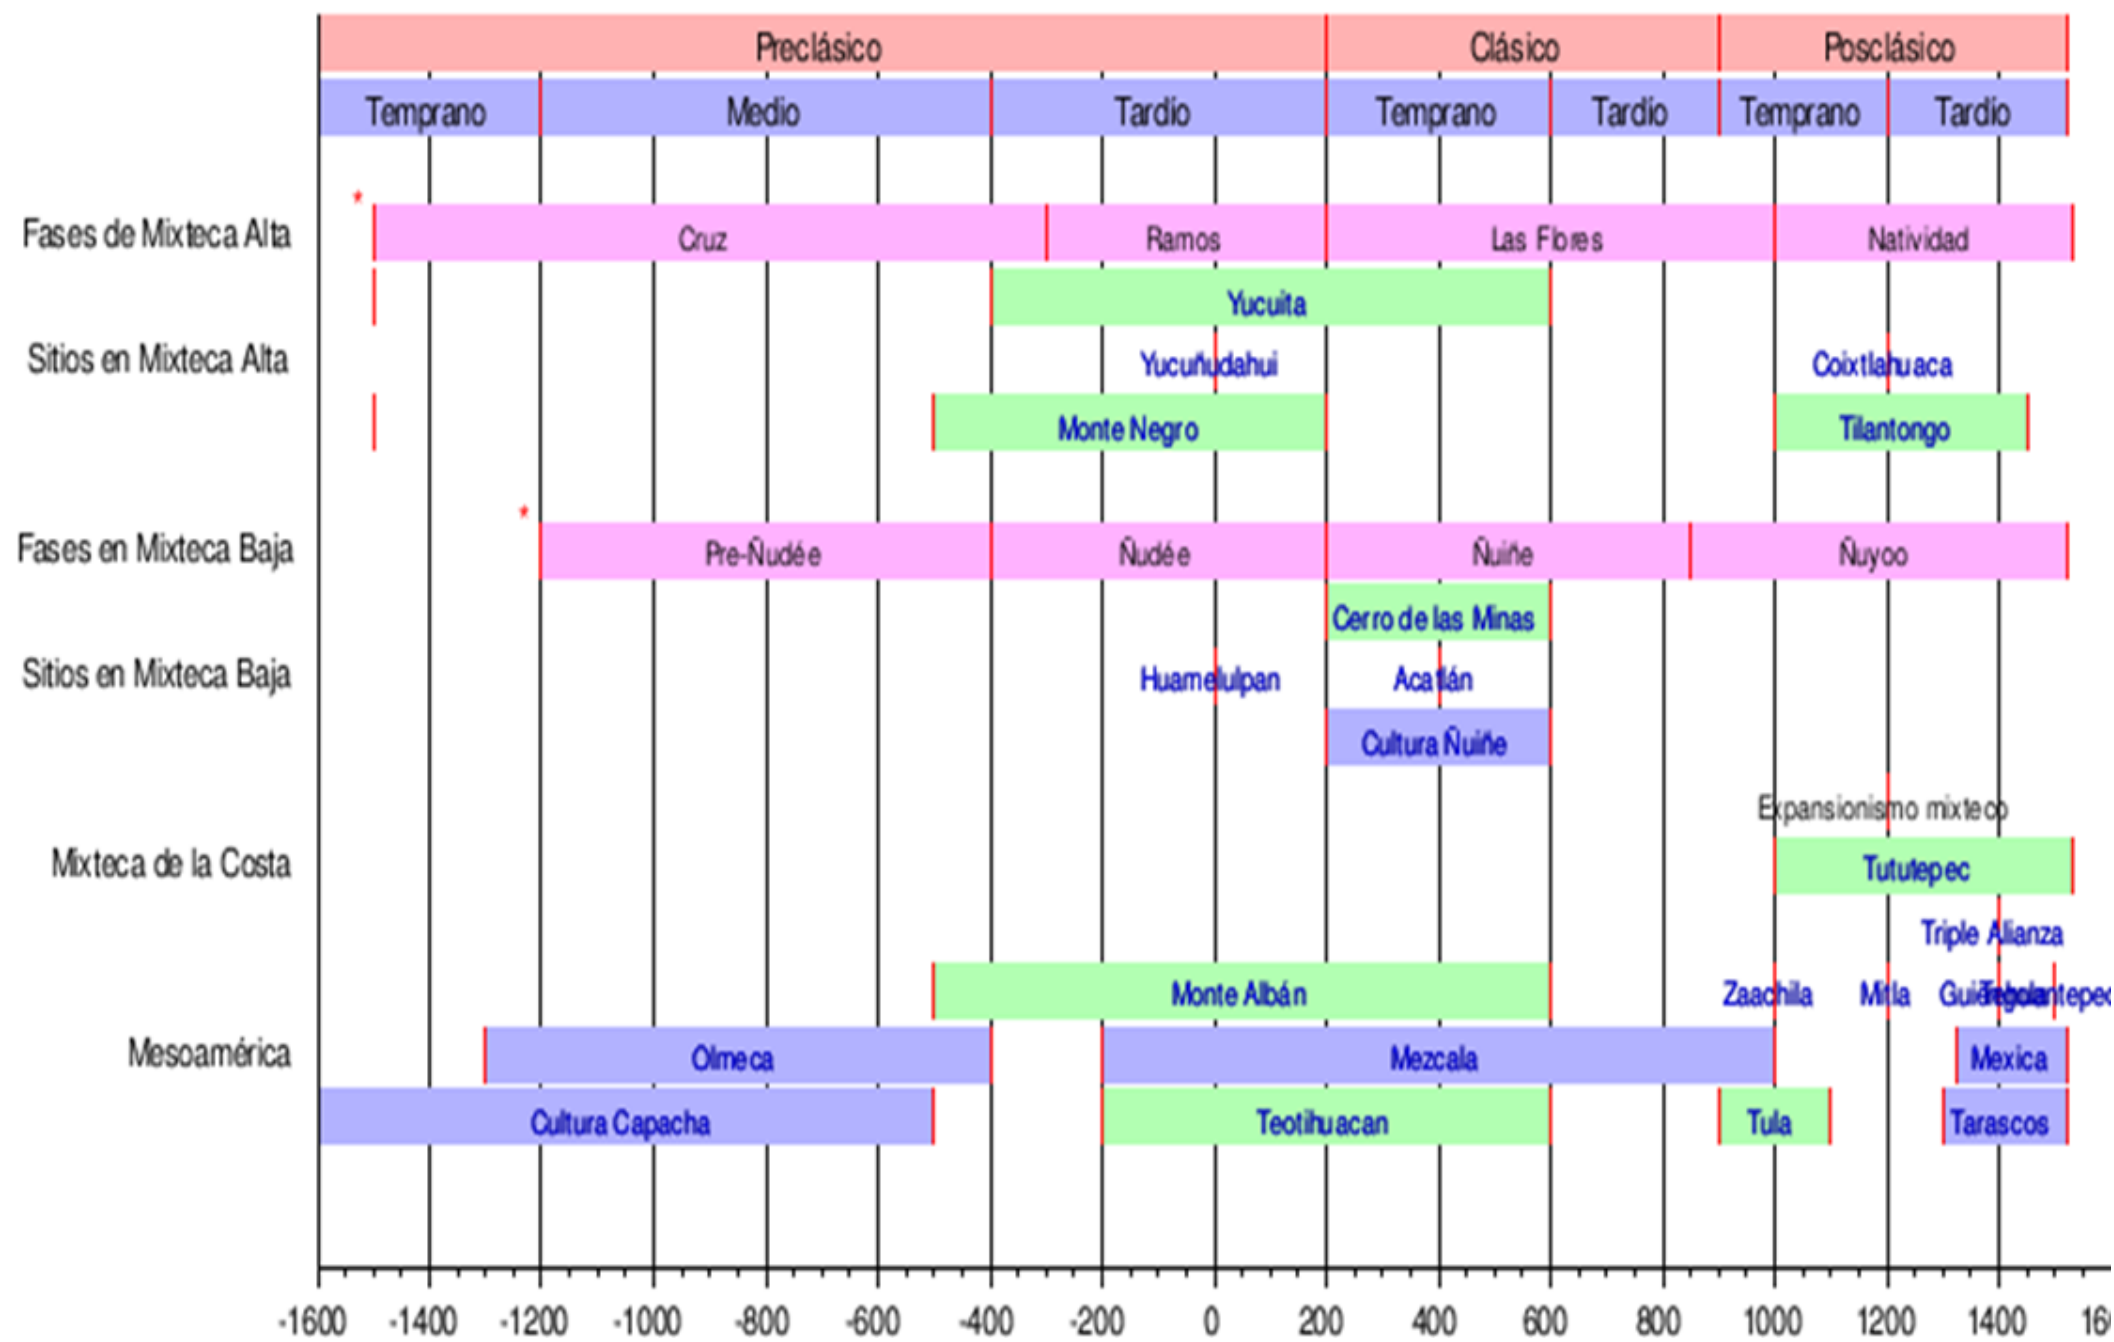 Preclásico Clásico Posclásico
Temprano Medio Tardío Temprano Tardío Temprano Tardío
*
Fases de Mixteca Alta Cruz Ramos Las Flores Natividad
Yucuita
Sitios en Mixteca Alta Yucuñudahui Coixtlahuaca
Monte Negro Tilantongo
*
Fases en Mixteca Baja Pre-Ñudée Ñudée Ñuiñe Ñuyoo
Cerro de las Minas
Sitios en Mixteca Baja Huamelulpan Acatlán
Cultura Ñuiñe
Expansionismo mixteco
Mixteca de la Costa Tututepec
Triple Alianza
Monte Albán Zaachila Mitla
Mesoamérica Olmeca Mezcala Mexica
Cultura Capacha Teotihuacan Tula Tarascos
-1600 -1400 -1200 -1000 -800 -600 -400 -200 0 200 400 600 800 1000 1200 1400